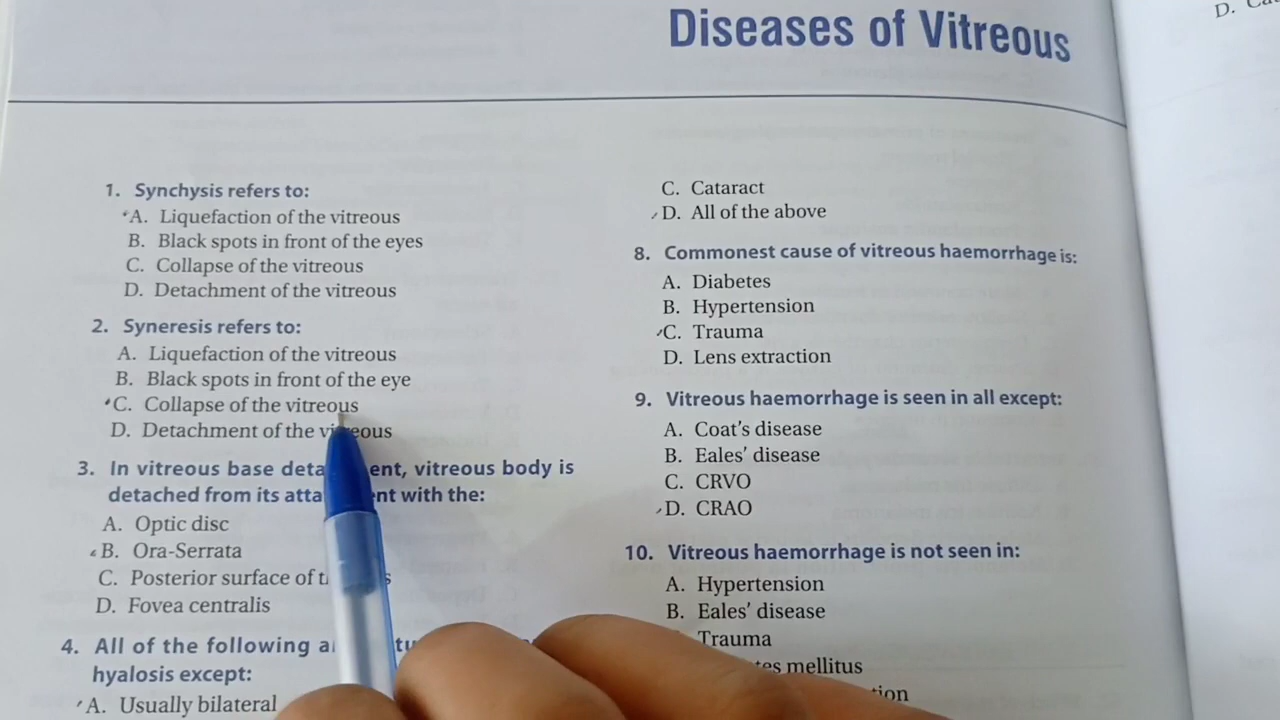 Diseases of Vitreous
1. Synchysis refers to:
A. Liquefaction of the vitreous
B. Black spots in front of the eyes
C. Collapse of the vitreous
D. Detachment of the vitreous
2. Syneresis refers to:
A. Liquefaction of the vitreous
B. Black spots in front of the eye
C. Collapse of the vitreous
D. Detachment of the
3. In vitreous base vitreous body is
detached from its with the:
A. Optic disc
B. Ora-Serrata
C. Posterior surface of
D. Fovea centralis
4. All of the following
hyalosis except:
A. Usually bilateral
C. Cataract
D. All of the above
8. Commonest cause of vitreous haemorrhage is:
A. Diabetes
B. Hypertension
C. Trauma
D. Lens extraction
9. Vitreous haemorrhage is seen in all except:
A. Coat's disease
B. Eales' disease
C. CRVO
D. CRAO
10. Vitreous haemorrhage is not seen in:
A. Hypertension
B. Eales' disease
Trauma
mellitus
D.